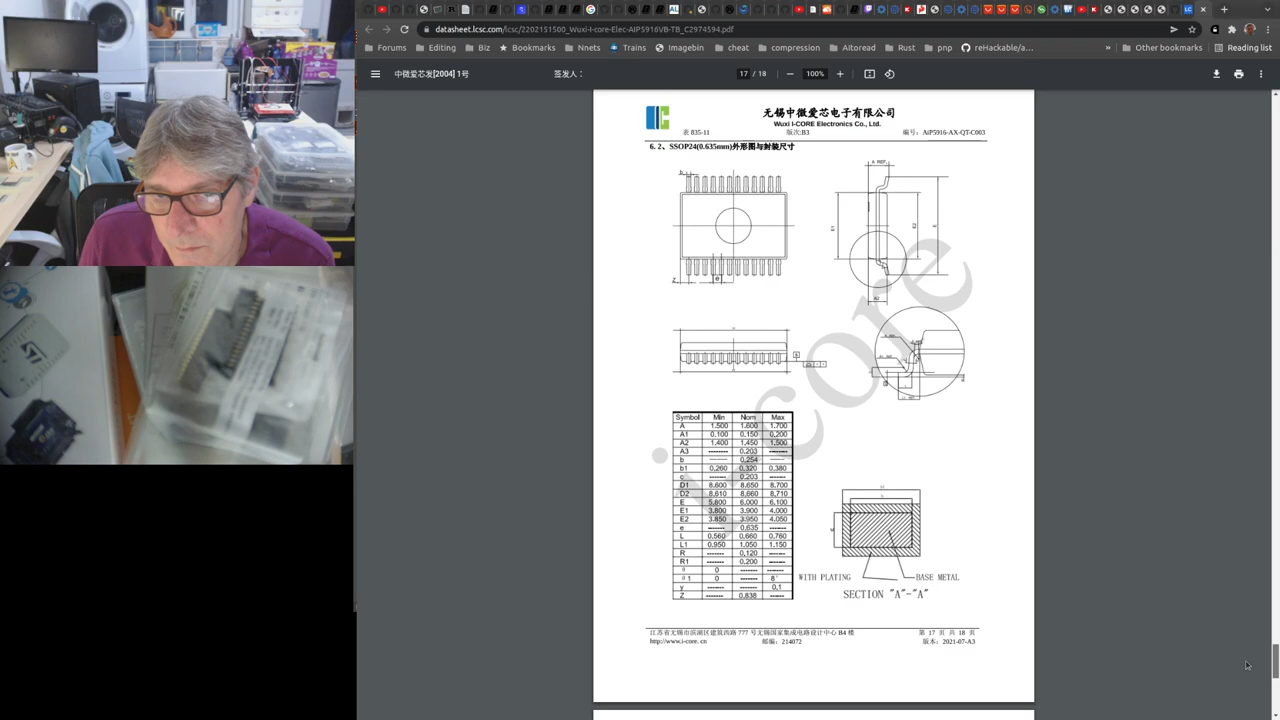 datasheet.lcsc.com/lcsc/2202151500_Wuxi-I-core-Elec-AIP5916VB-TB_C2974594.pdf
Forums Editing Biz Bookmarks Nnets Trains Imagebin cheat compression AItoread Rust pnp reHackable/a... » Other bookmarks Reading list
中微爱芯发[2004] 1号 签发人: 17 / 18 100%
无锡中微爱芯电子有限公司
Wuxi I-CORE Electronics Co., Ltd.
表 835-11 版次:B3 编号: AiP5916-AX-QT-C003
6. 2、SSOP24(0.635mm)外形图与封装尺寸
A REF.
b
E1
E2
E
Z
e
A2
i-core
Symbol Min Nom Max
A 1.500 1.600 1.700
A1 0.100 0.150 0.200
A2 1.400 1.450 1.500
A3 -------- 0.203 -------
b —— 0.254 ——
b1 0.260 0.320 0.380
c ------- 0.203 ------
D1 8.600 8.650 8.700
D2 8.610 8.660 8.710
E 5.800 6.000 6.100
E1 3.800 3.900 4.000
E2 3.850 3.950 4.050
e ------- 0.635 -------
L 0.560 0.660 0.760
L1 0.950 1.050 1.150
R ------- 0.120 -------
R1 ------- 0.200 -------
θ 0 ------- -------
θ 1 0 ------- 8°
y ------- ------- 0.1
Z ------- 0.838 ------
WITH PLATING BASE METAL
SECTION "A"-"A"
江苏省无锡市滨湖区建筑西路 777 号无锡国家集成电路设计中心 B4 楼 第 17 页 共 18 页
http://www.i-core. cn 邮编: 214072 版本: 2021-07-A3